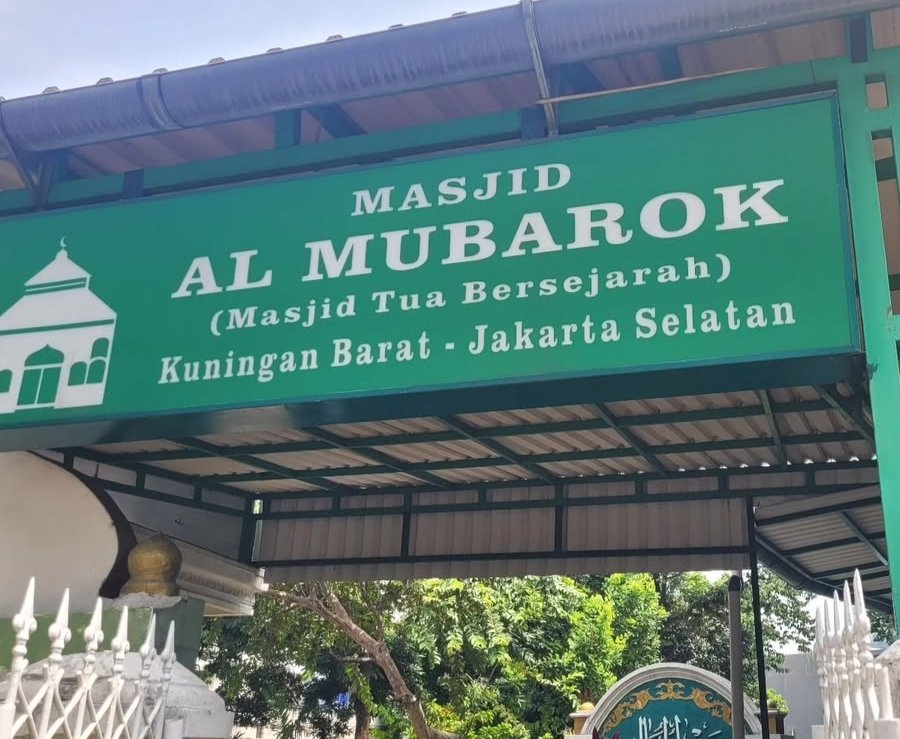 MASJID
AL MUBAROK
(Masjid Tua Bersejarah)
Kuningan Barat - Jakarta Selatan